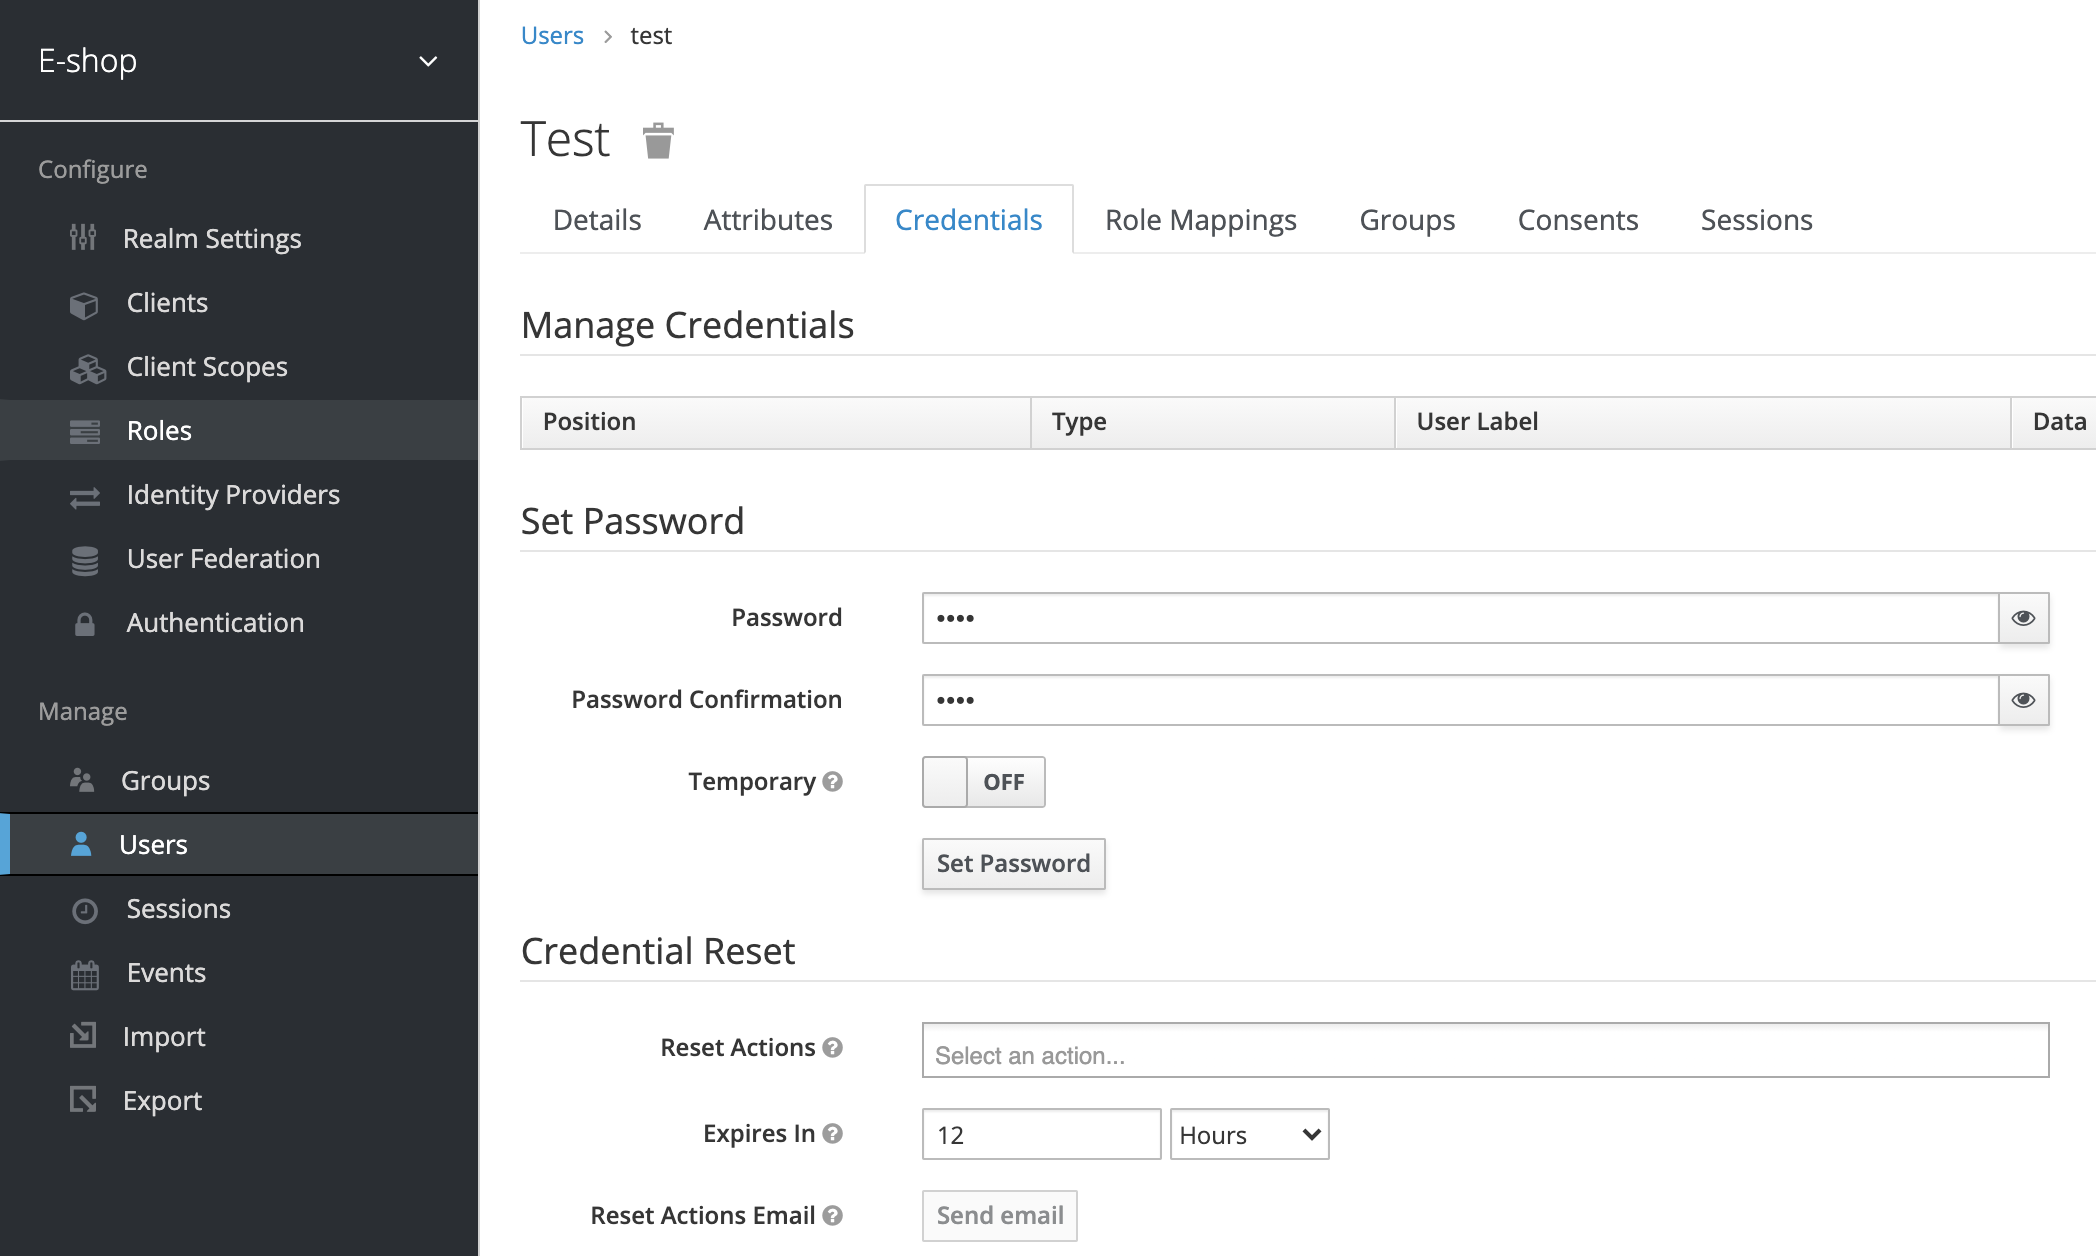 E-shop
Configure
Realm Settings
Clients
Client Scopes
Roles
Identity Providers
User Federation
Authentication
Manage
Groups
Users
Sessions
Events
Import
Export
Users > test
Test
Details Attributes Credentials Role Mappings Groups Consents Sessions
Manage Credentials
Position Type User Label Data
Set Password
Password ••••
Password Confirmation ••••
Temporary OFF
Set Password
Credential Reset
Reset Actions Select an action...
Expires In 12 Hours
Reset Actions Email Send email